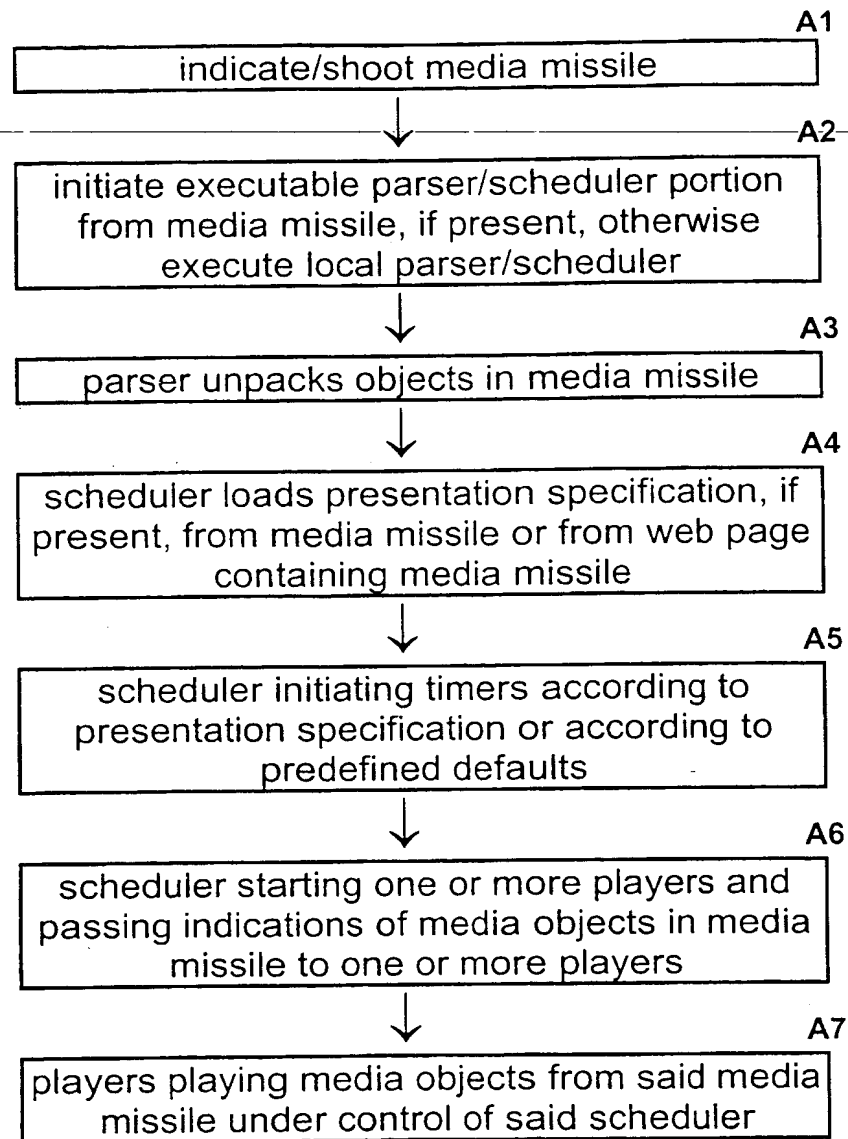 A1
indicate/shoot media missile
A2
initiate executable parser/scheduler portion
from media missile, if present, otherwise
execute local parser/scheduler
A3
parser unpacks objects in media missile
A4
scheduler loads presentation specification, if
present, from media missile or from web page
containing media missile
A5
scheduler initiating timers according to
presentation specification or according to
predefined defaults
A6
scheduler starting one or more players and
passing indications of media objects in media
missile to one or more players
A7
players playing media objects from said media
missile under control of said scheduler